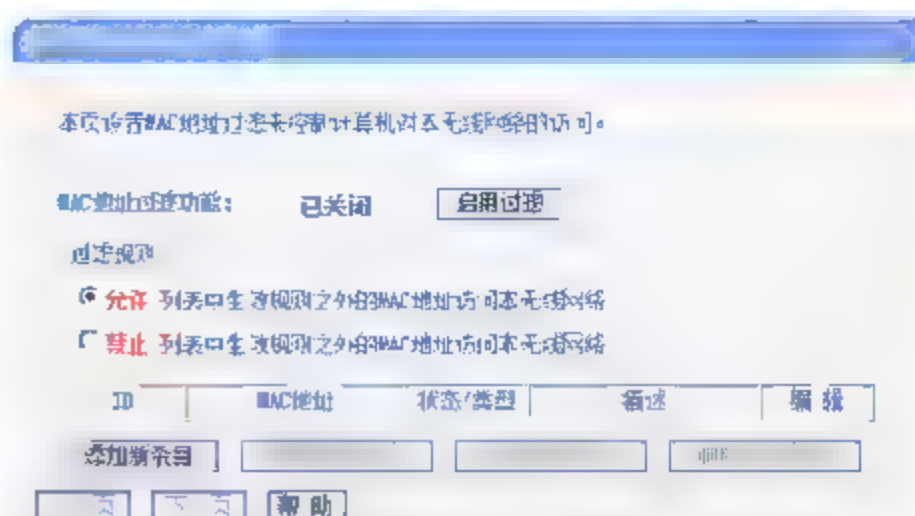 本页设置MAC地址过滤来控制计算机对本无线网络的访问。
MAC地址过滤功能： 已关闭 启用过滤
过滤规则
允许 列表中生效规则之外的MAC地址访问本无线网络
禁止 列表中生效规则之外的MAC地址访问本无线网络
ID MAC地址 状态/类型 描述 编辑
添加新条目
帮助